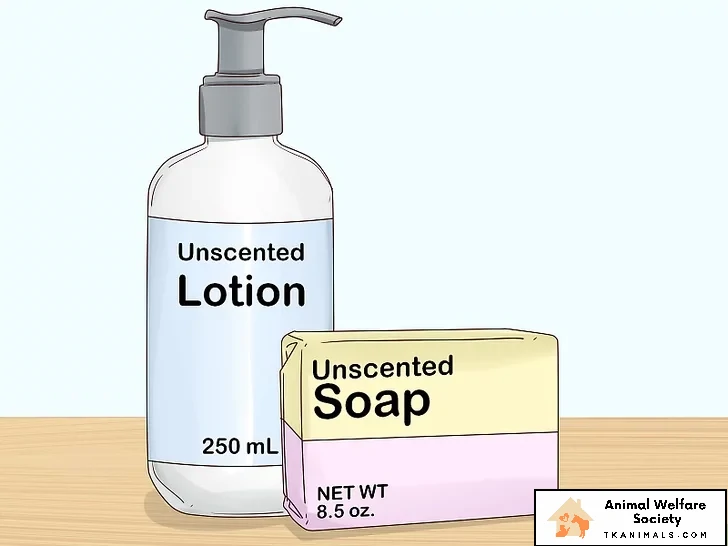 Unscented
Lotion
250 mL
Unscented
Soap
NET WT
8.5 oz.
Animal Welfare
Society
TKANIMALS.COM